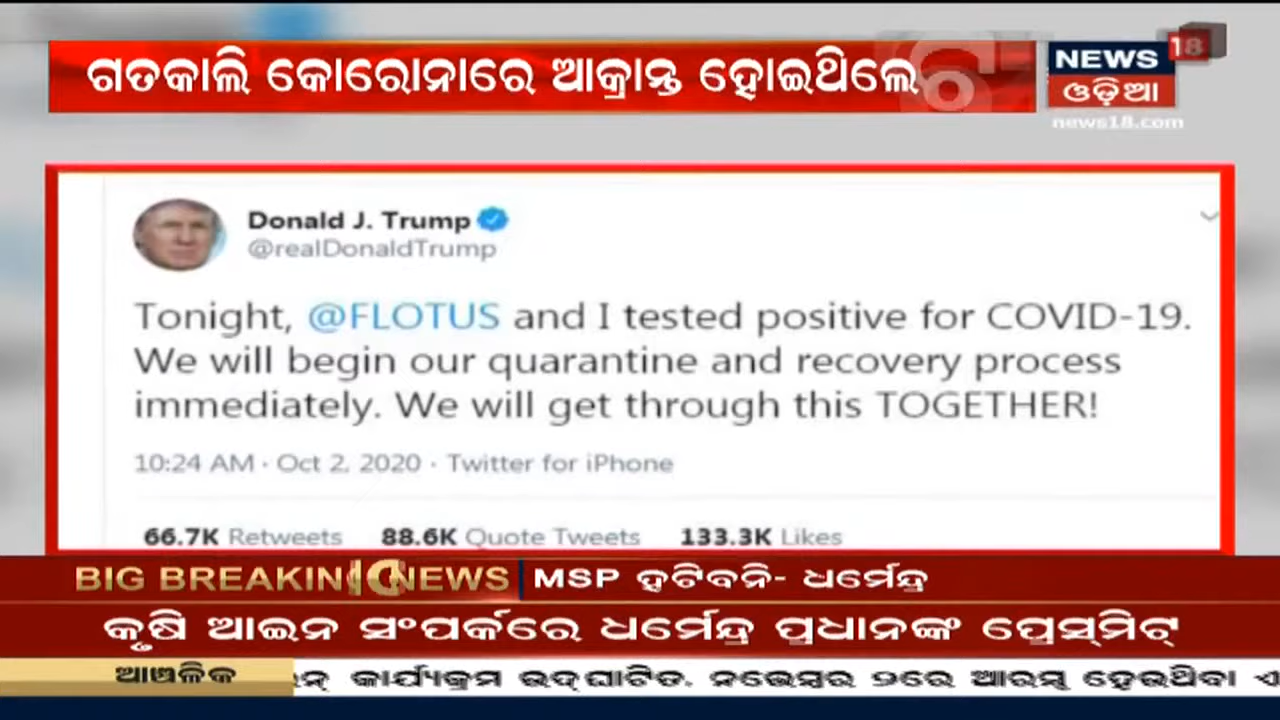 ଗତକାଲି କୋରୋନାରେ ଆକ୍ରାନ୍ତ ହୋଇଥିଲେ
NEWS 18
ଓଡ଼ିଆ
news18.com
Donald J. Trump
@realDonaldTrump
Tonight, @FLOTUS and I tested positive for COVID-19.
We will begin our quarantine and recovery process
immediately. We will get through this TOGETHER!
10:24 AM · Oct 2, 2020 · Twitter for iPhone
66.7K Retweets 88.6K Quote Tweets 133.3K Likes
BIG BREAKING NEWS MSP ହଟିବନି- ଧର୍ମେନ୍ଦ୍ର
କୃଷି ଆଇନ ସଂପର୍କରେ ଧର୍ମେନ୍ଦ୍ର ପ୍ରଧାନଙ୍କ ପ୍ରେସ୍‌ମିଟ୍
ଆଞ୍ଚଳିକ କାର୍ଯ୍ୟକ୍ରମ ଉଦ୍‌ଘାଟିତ. ନଭେମ୍ବର ୨ରେ ଆରମ୍ଭ ହେଉଥିବା